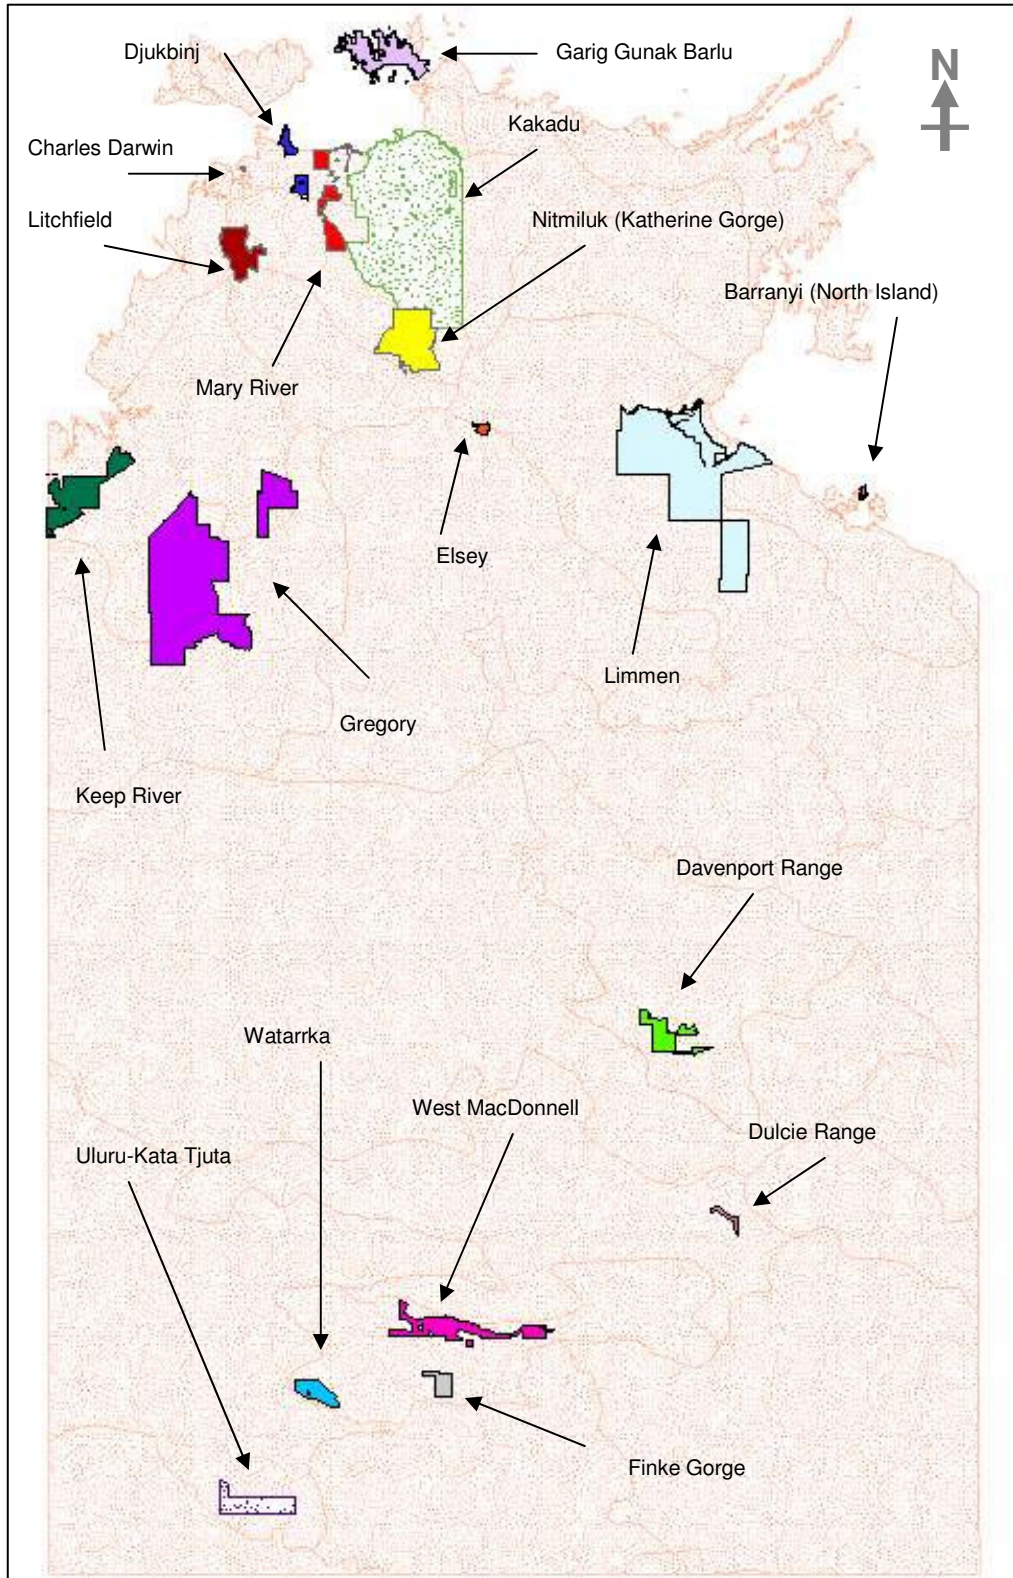 Djukbinj
Garig Gunak Barlu
N
Kakadu
Charles Darwin
Litchfield
Nitmiluk (Katherine Gorge)
Barranyi (North Island)
Mary River
Elsey
Limmen
Gregory
Keep River
Davenport Range
Watarrka
West MacDonnell
Dulcie Range
Uluru-Kata Tjuta
Finke Gorge